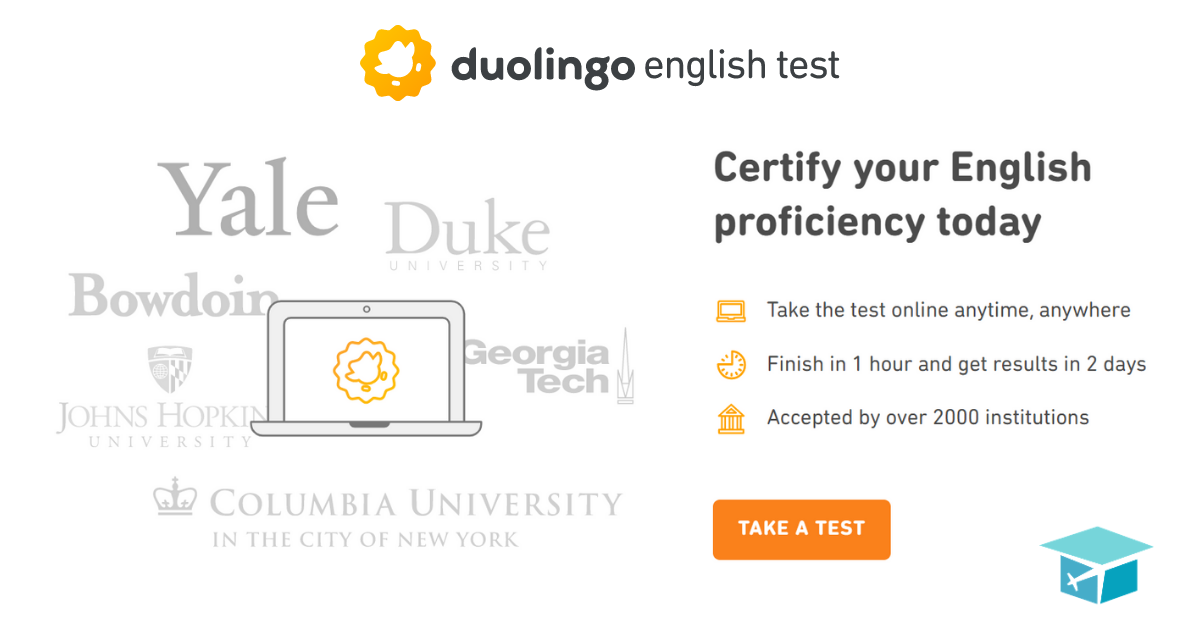 duolingo english test
Yale
Duke
UNIVERSITY
Bowdoin
Georgia
Tech
JOHNS HOPKIN
UNIVERSITY
COLUMBIA UNIVERSITY
IN THE CITY OF NEW YORK
Certify your English
proficiency today
Take the test online anytime, anywhere
Finish in 1 hour and get results in 2 days
Accepted by over 2000 institutions
TAKE A TEST